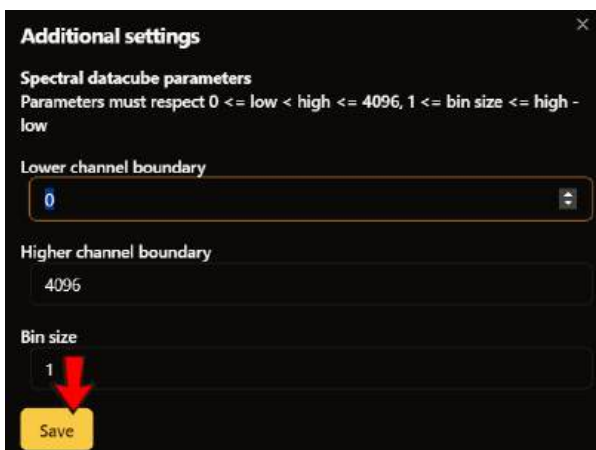 Additional settings
Spectral datacube parameters
Parameters must respect 0 <= low < high <= 4096, 1 <= bin size <= high -
low
Lower channel boundary
0
Higher channel boundary
4096
Bin size
1
Save